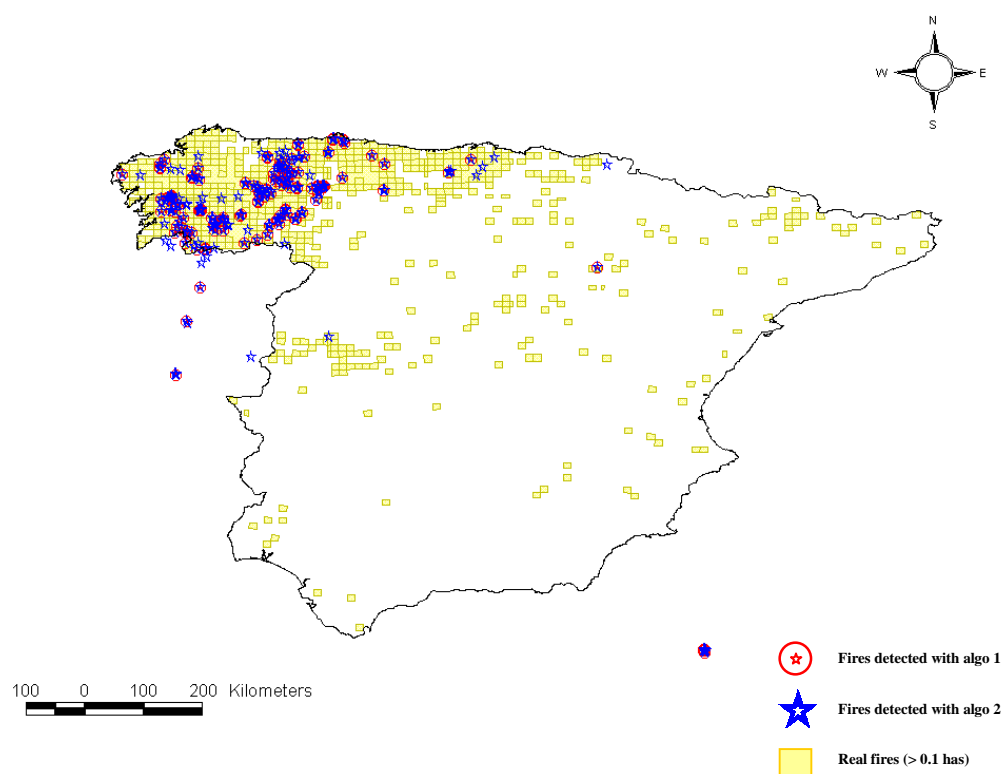 N
W E
S
100 0 100 200 Kilometers
Fires detected with algo 1
Fires detected with algo 2
Real fires (> 0.1 has)